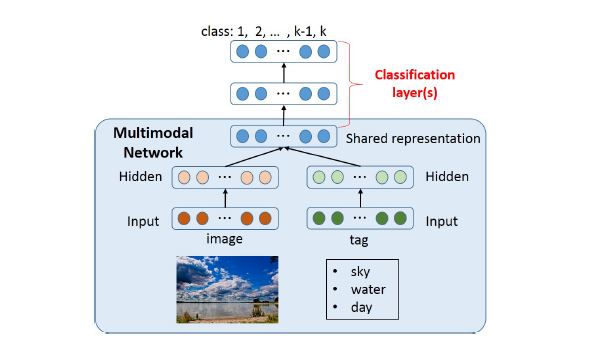 class: 1, 2, ... , k-1, k
...
Classification
layer(s)
...
Multimodal
Network
...
Shared representation
Hidden
...
...
Hidden
Input
...
...
Input
image
tag
• sky
• water
• day